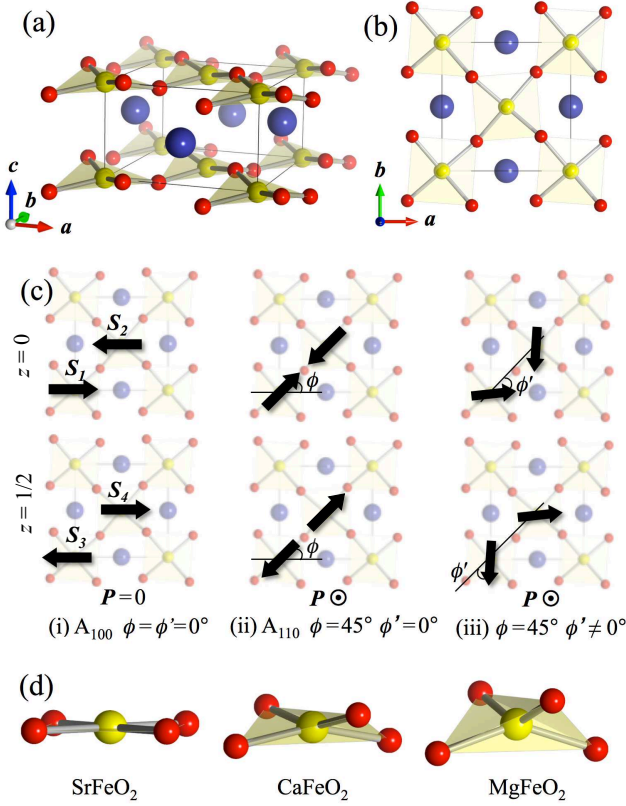 (a)
(b)
c
b
a
b
a
(c)
z = 0
S₂
S₁
ϕ
ϕ'
z = 1/2
S₄
S₃
ϕ
ϕ'
P = 0
P ⊙
P ⊙
(i) A₁₀₀ ϕ = ϕ' = 0°
(ii) A₁₁₀ ϕ = 45° ϕ' = 0°
(iii) ϕ = 45° ϕ' ≠ 0°
(d)
SrFeO₂
CaFeO₂
MgFeO₂